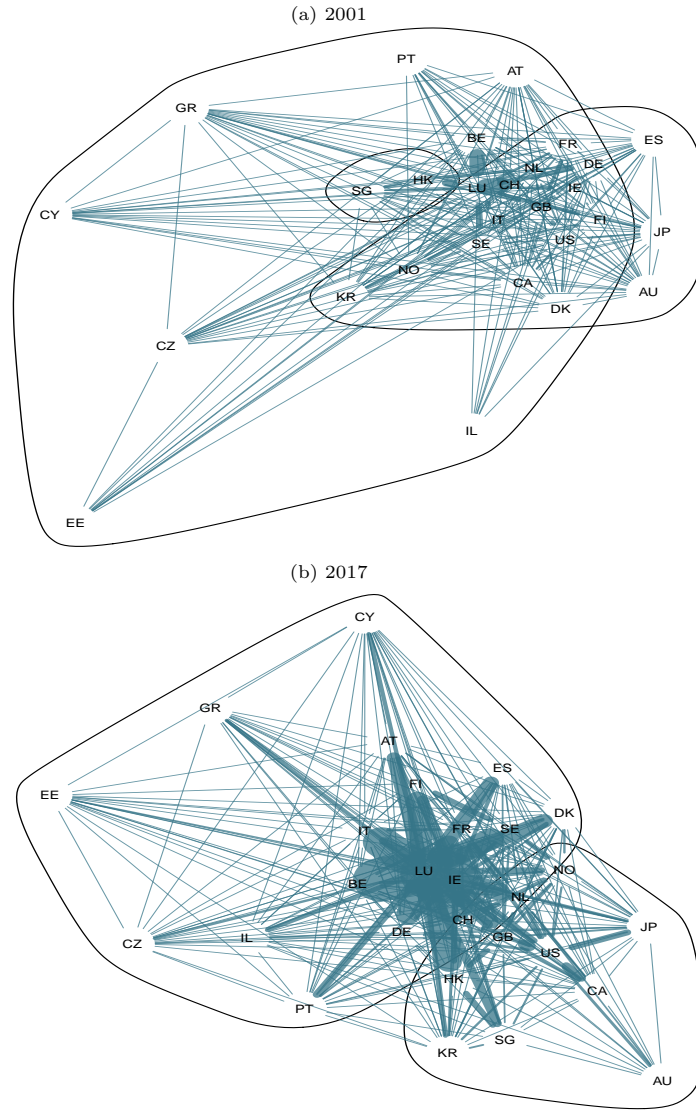 (a) 2001
PT
AT
GR
BE
FR
ES
NL
DE
HK
SG
LU
CH
IE
CY
IT
GB
FI
JP
SE
US
NO
KR
CA
AU
DK
CZ
IL
EE
(b) 2017
CY
GR
AT
ES
FI
EE
DK
IT
FR
SE
LU
IE
NO
BE
NL
CH
JP
DE
GB
CZ
IL
US
HK
CA
PT
SG
KR
AU